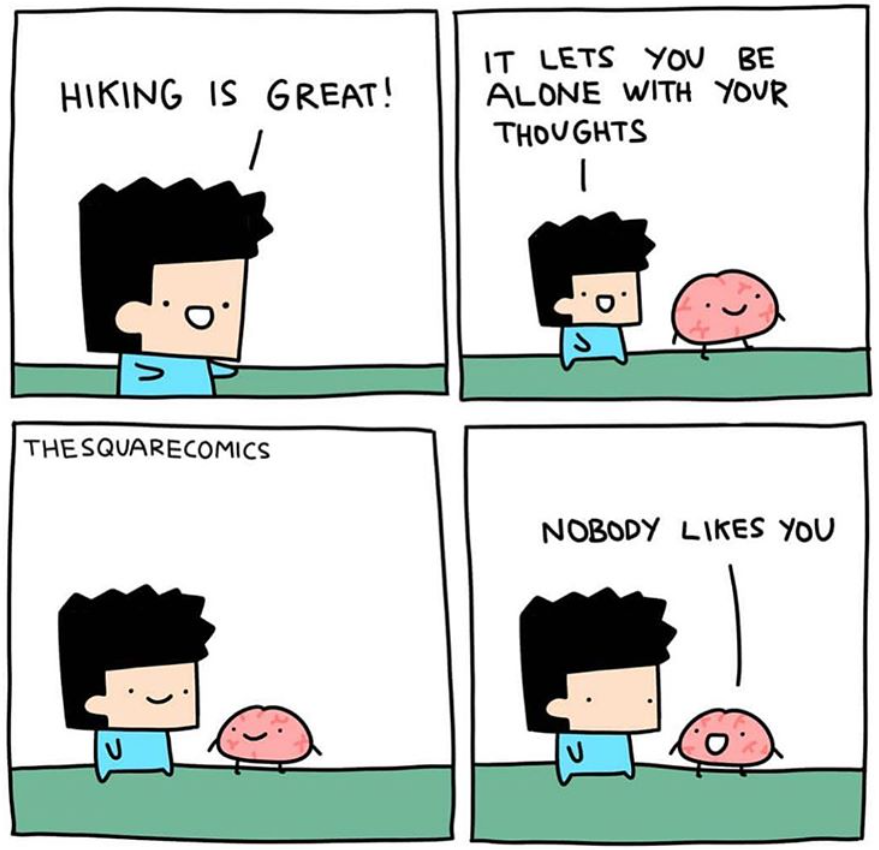 HIKING IS GREAT!
IT LETS YOU BE
ALONE WITH YOUR
THOUGHTS
THESQUARECOMICS
NOBODY LIKES YOU